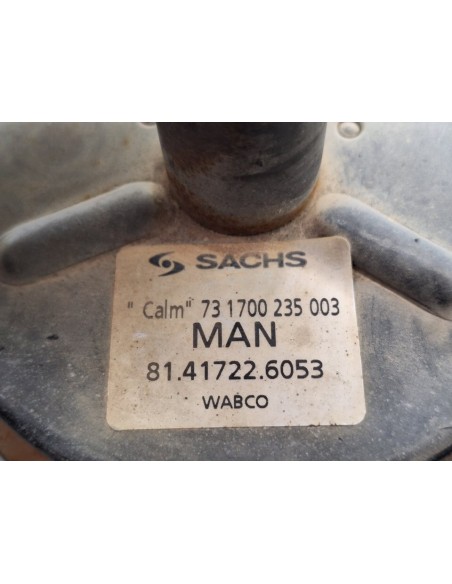 SACHS
" Calm" 73 1700 235 003
MAN
81.41722.6053
WABCO